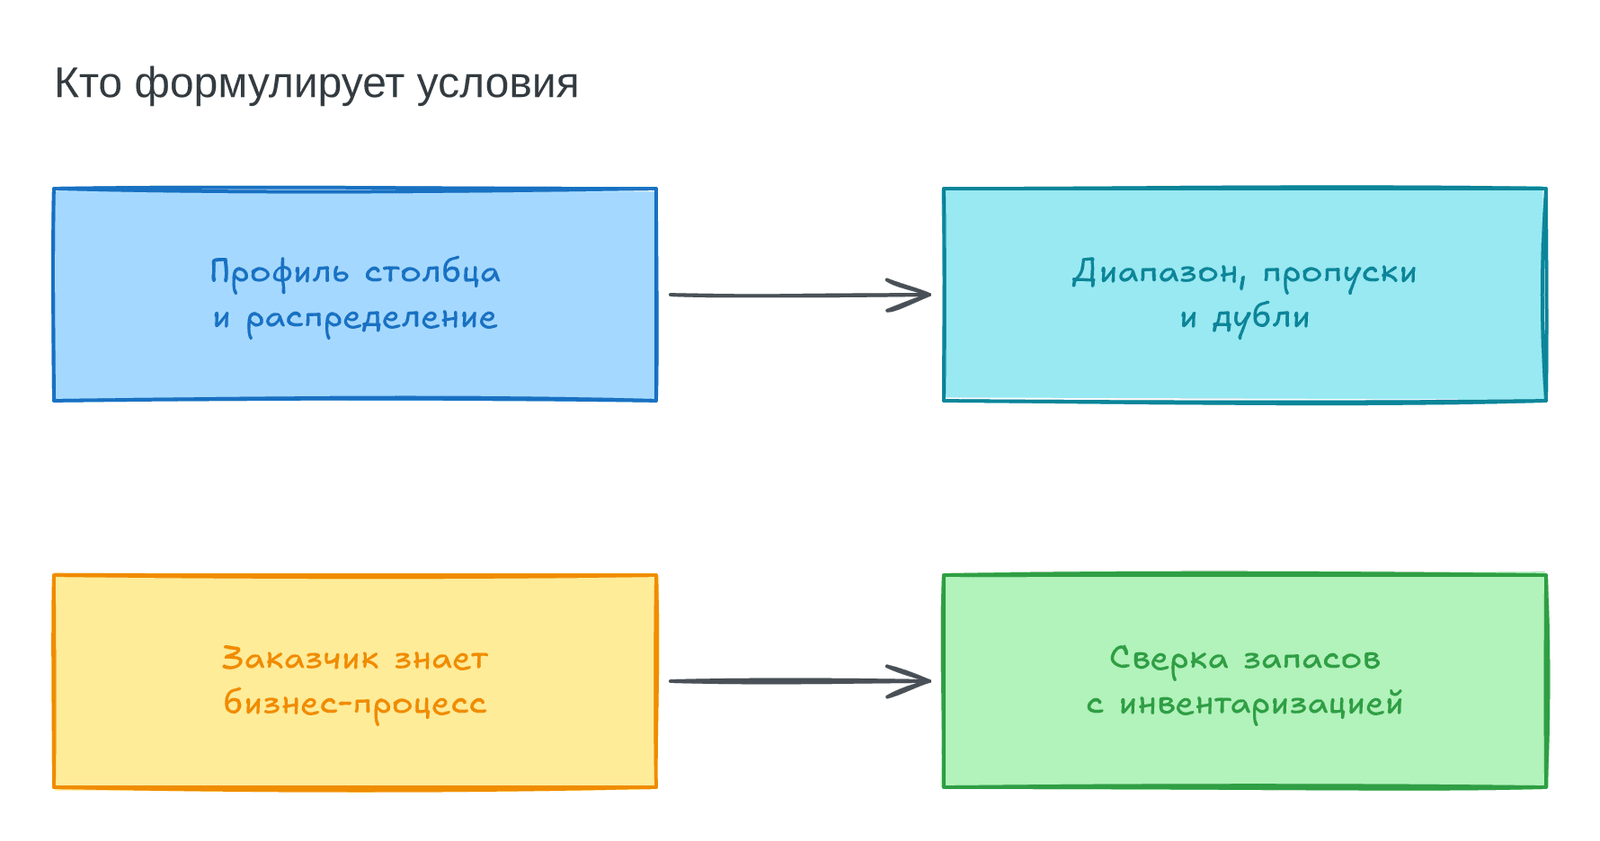 Кто формулирует условия
Профиль столбца
и распределение
Диапазон, пропуски
и дубли
Заказчик знает
бизнес-процесс
Сверка запасов
с инвентаризацией